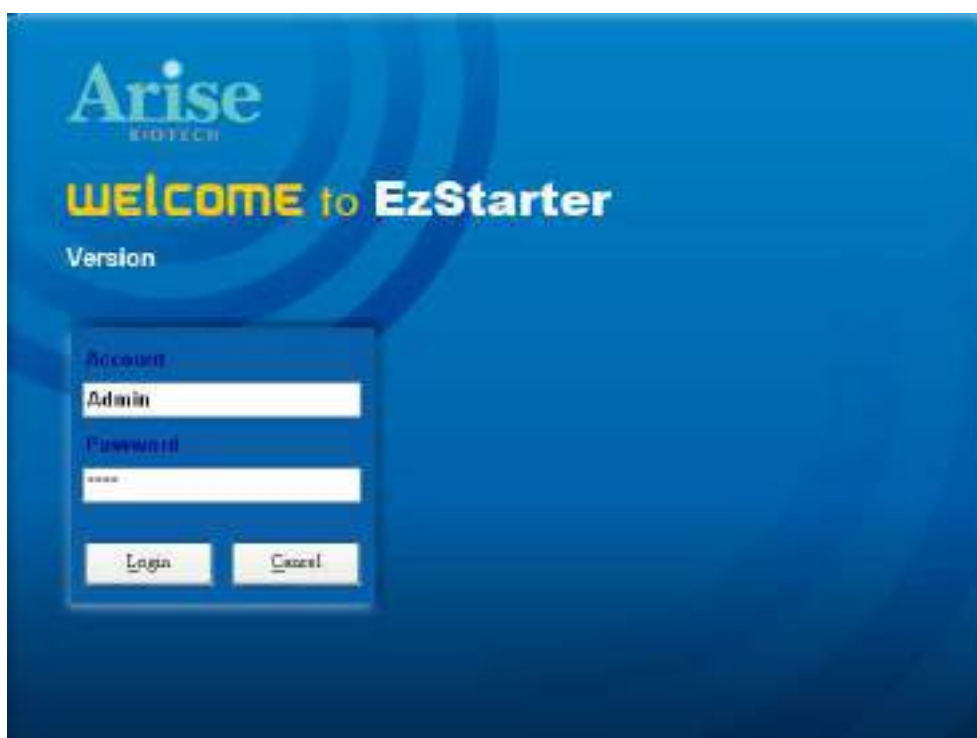 Arise
BIOTECH
WELCOME to EzStarter
Version
Account
Admin
Password
****
Login Cancel